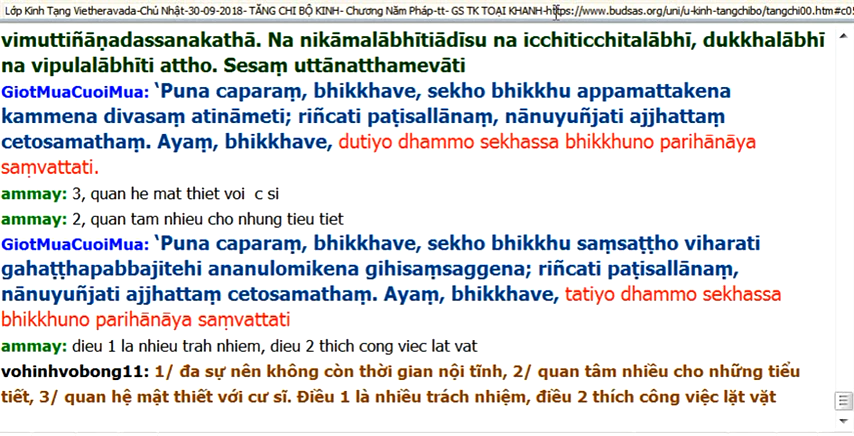 Lớp Kinh Tạng Vietheravada-Chủ Nhật-30-09-2018- TĂNG CHI BỘ KINH- Chương Năm Pháp-tt- GS TK TOẠI KHANH-https://www.budsas.org/uni/u-kinh-tangchibo/tangchi00.htm#c05
vimuttiñāṇadassanakathā. Na nikāmalābhītiādīsu na icchiticchitalābhī, dukkhalābhī
na vipulalābhīti attho. Sesaṃ uttānatthamevāti
GiotMuaCuoiMua: 'Puna caparaṃ, bhikkhave, sekho bhikkhu appamattakena
kammena divasaṃ atināmeti; riñcati paṭisallānaṃ, nānuyuñjati ajjhattaṃ
cetosamathaṃ. Ayaṃ, bhikkhave, dutiyo dhammo sekhassa bhikkhuno parihānāya
saṃvattati.
ammay: 3, quan he mat thiet voi  c si
ammay: 2, quan tam nhieu cho nhung tieu tiet
GiotMuaCuoiMua: 'Puna caparaṃ, bhikkhave, sekho bhikkhu saṃsaṭṭho viharati
gahaṭṭhapabbajitehi ananulomikena gihisaṃsaggena; riñcati paṭisallānaṃ,
nānuyuñjati ajjhattaṃ cetosamathaṃ. Ayaṃ, bhikkhave, tatiyo dhammo sekhassa
bhikkhuno parihānāya saṃvattati
ammay: dieu 1 la nhieu trah nhiem, dieu 2 thich cong viec lat vat
vohinhvobong11: 1/ đa sự nên không còn thời gian nội tĩnh, 2/ quan tâm nhiều cho những tiểu
tiết, 3/ quan hệ mật thiết với cư sĩ. Điều 1 là nhiều trách nhiệm, điều 2 thích công việc lặt vặt